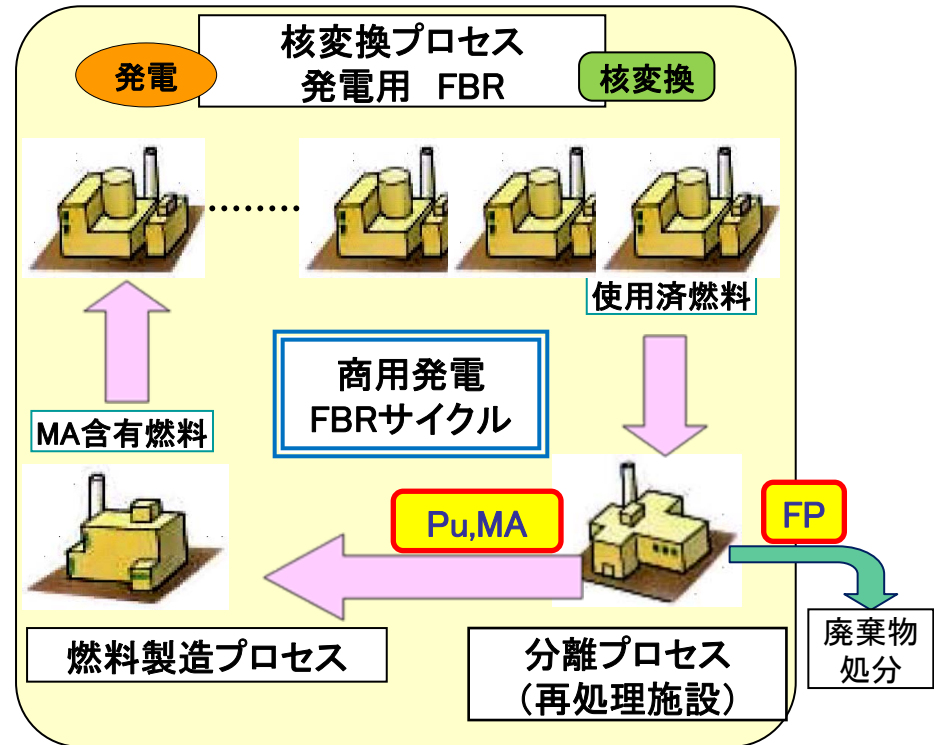 核変換プロセス
発電用 FBR
発電
核変換
使用済燃料
商用発電
FBRサイクル
MA含有燃料
Pu,MA
FP
燃料製造プロセス
分離プロセス
(再処理施設)
廃棄物
処分